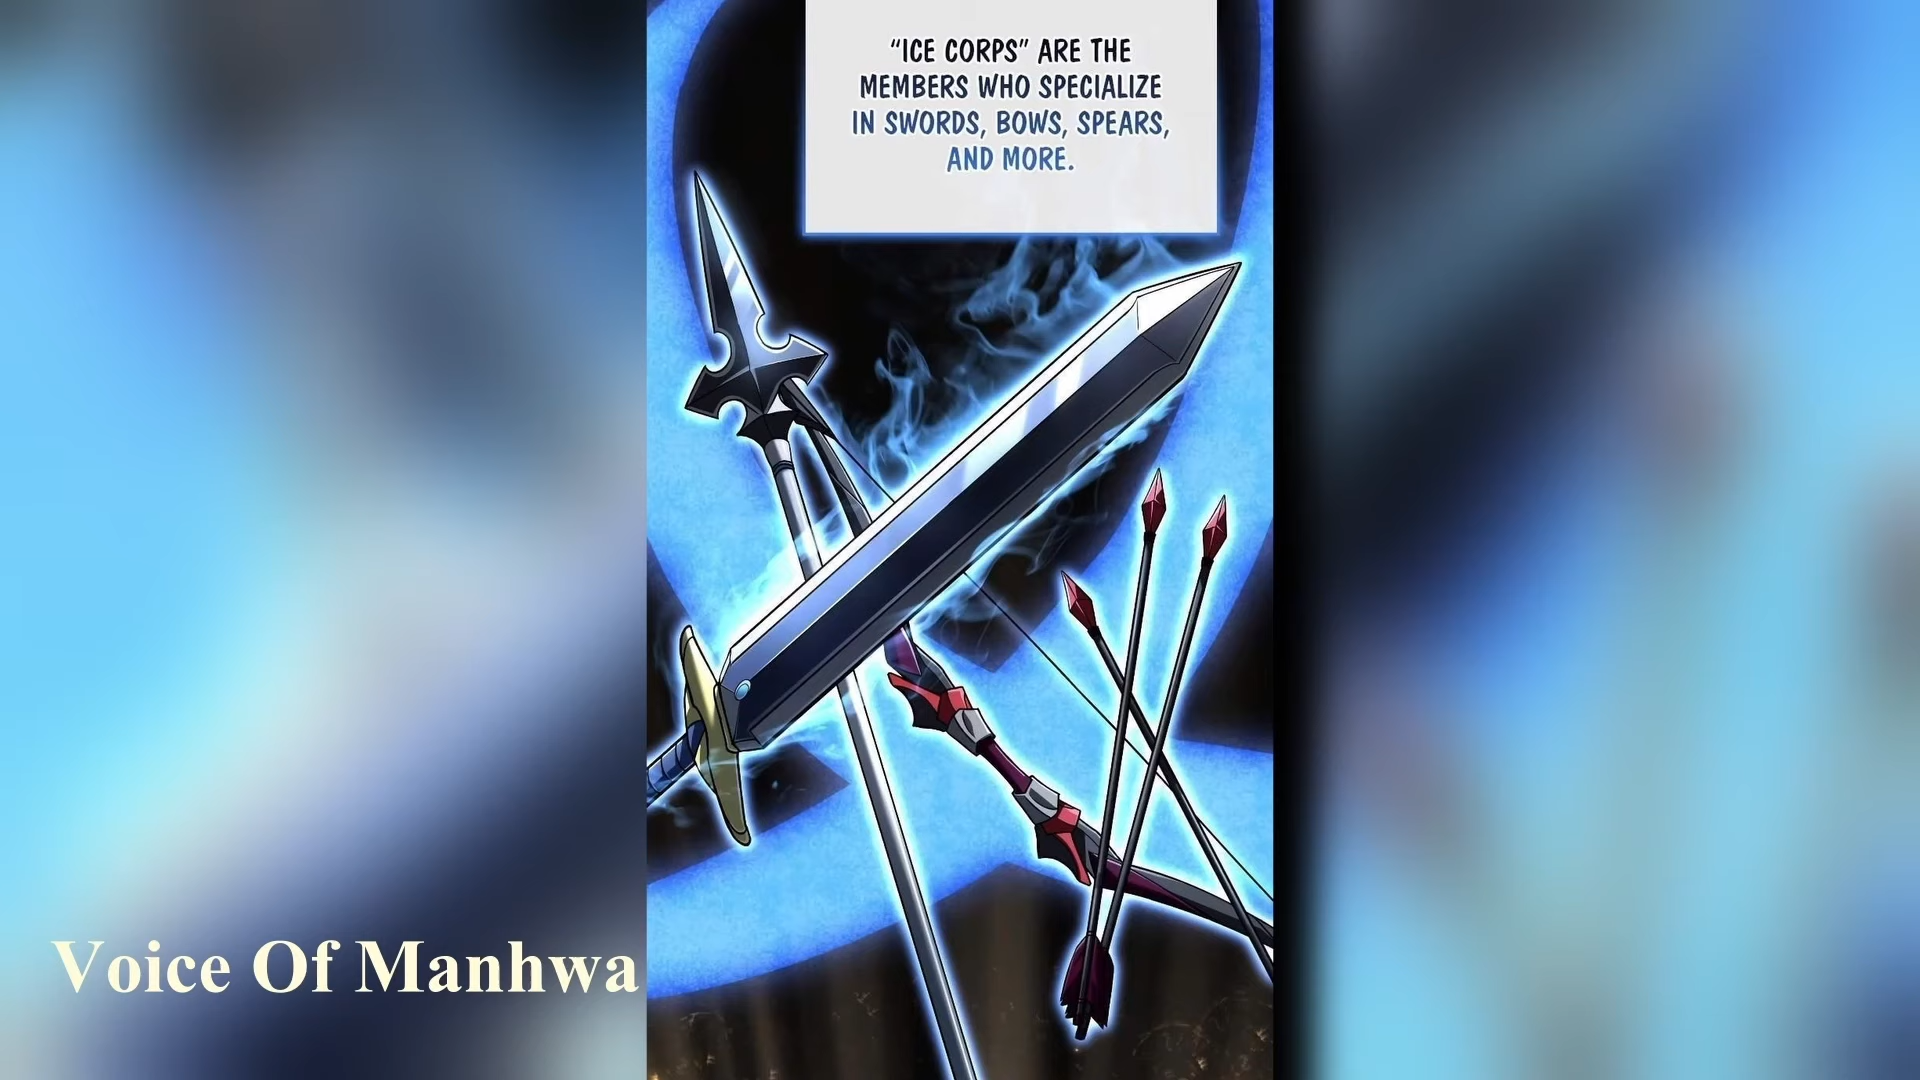 “ICE CORPS” ARE THE
MEMBERS WHO SPECIALIZE
IN SWORDS, BOWS, SPEARS,
AND MORE.
Voice Of Manhwa